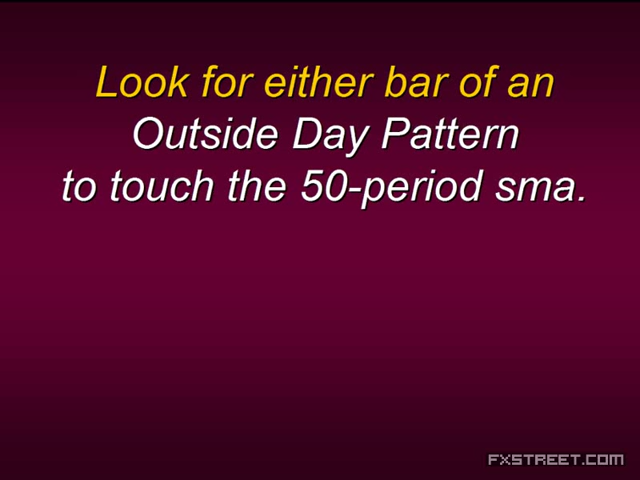 Look for either bar of an
Outside Day Pattern
to touch the 50-period sma.
FXSTREET.COM